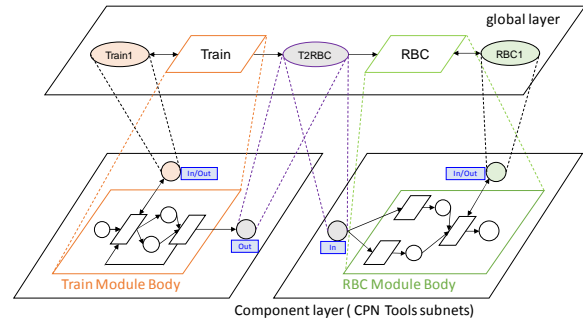 global layer
Train1
Train
T2RBC
RBC
RBC1
In/Out
In/Out
Out
In
Train Module Body
RBC Module Body
Component layer ( CPN Tools subnets)